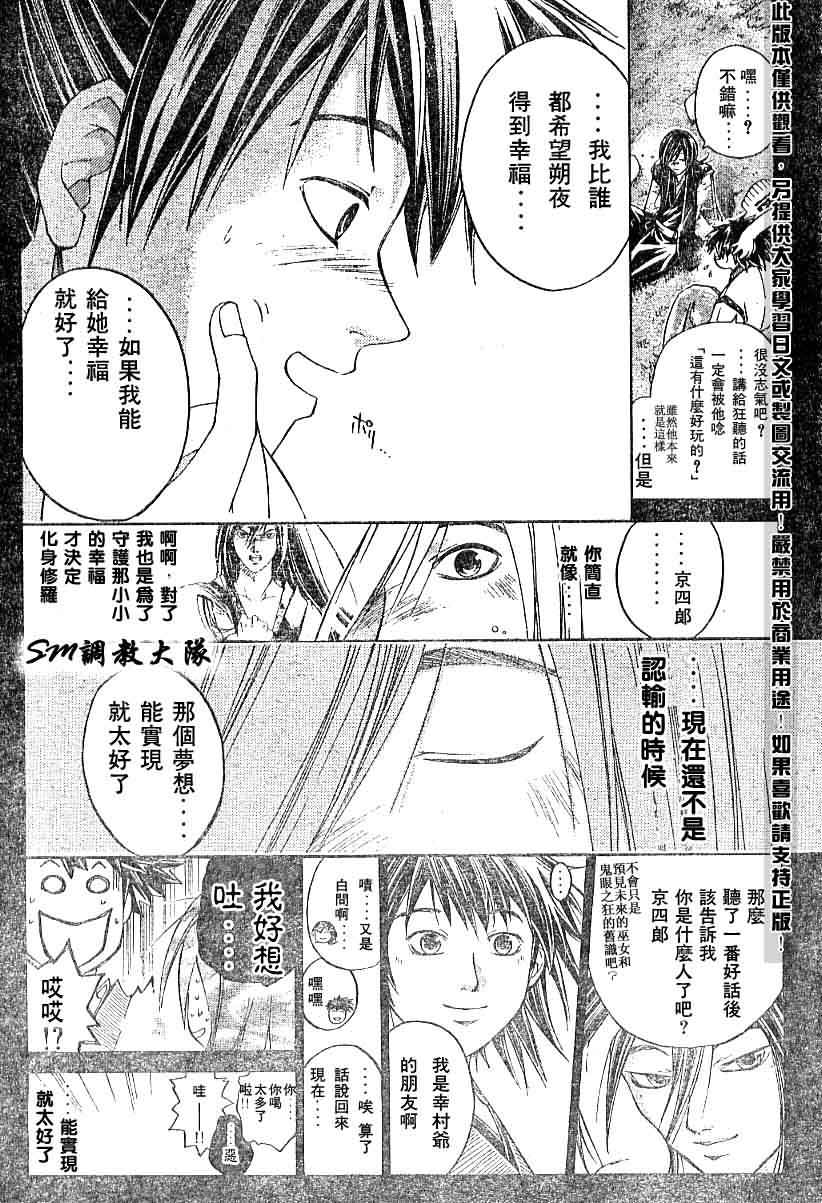 此版本僅供觀看，另提供大家學習日文或製圖交流用！嚴禁用於商業用途！如果喜歡請支持正版！
嘿....？
不錯嘛....
很沒志氣吧？
....講給狂聽的話
一定會被他唸
「這有什麼好玩的？」
雖然他本來
就是這樣
....但是
....我比誰
都希望朔夜
得到幸福....
....如果我能
給她幸福
就好了....
....京四郎
........
你簡直
就像....
啊啊，對了
我也是為了
守護那小小
的幸福
才決定
化身修羅
SM調教大隊
....現在還不是
認輸的時候
那個夢想....
能實現
就太好了
那麼
聽了一番好話後
該告訴我
你是什麼人了吧？
京四郎
不會只是
預見未來的巫女和
鬼眼之狂的舊識吧？
....
我是幸村爺
的朋友啊
嘖....又是
白問啊....
嘿嘿
....唉 算了
話說回來
現在....
我好想
吐....
哎哎!?
你....
你喝
太多了
啦!!
哇——!!
....惡
....能實現
就太好了